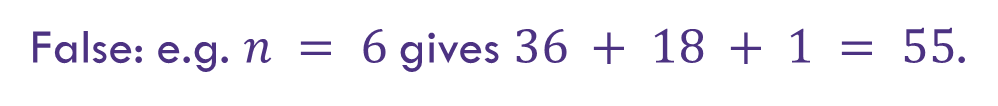 False: e.g. n = 6 gives 36 + 18 + 1 = 55.